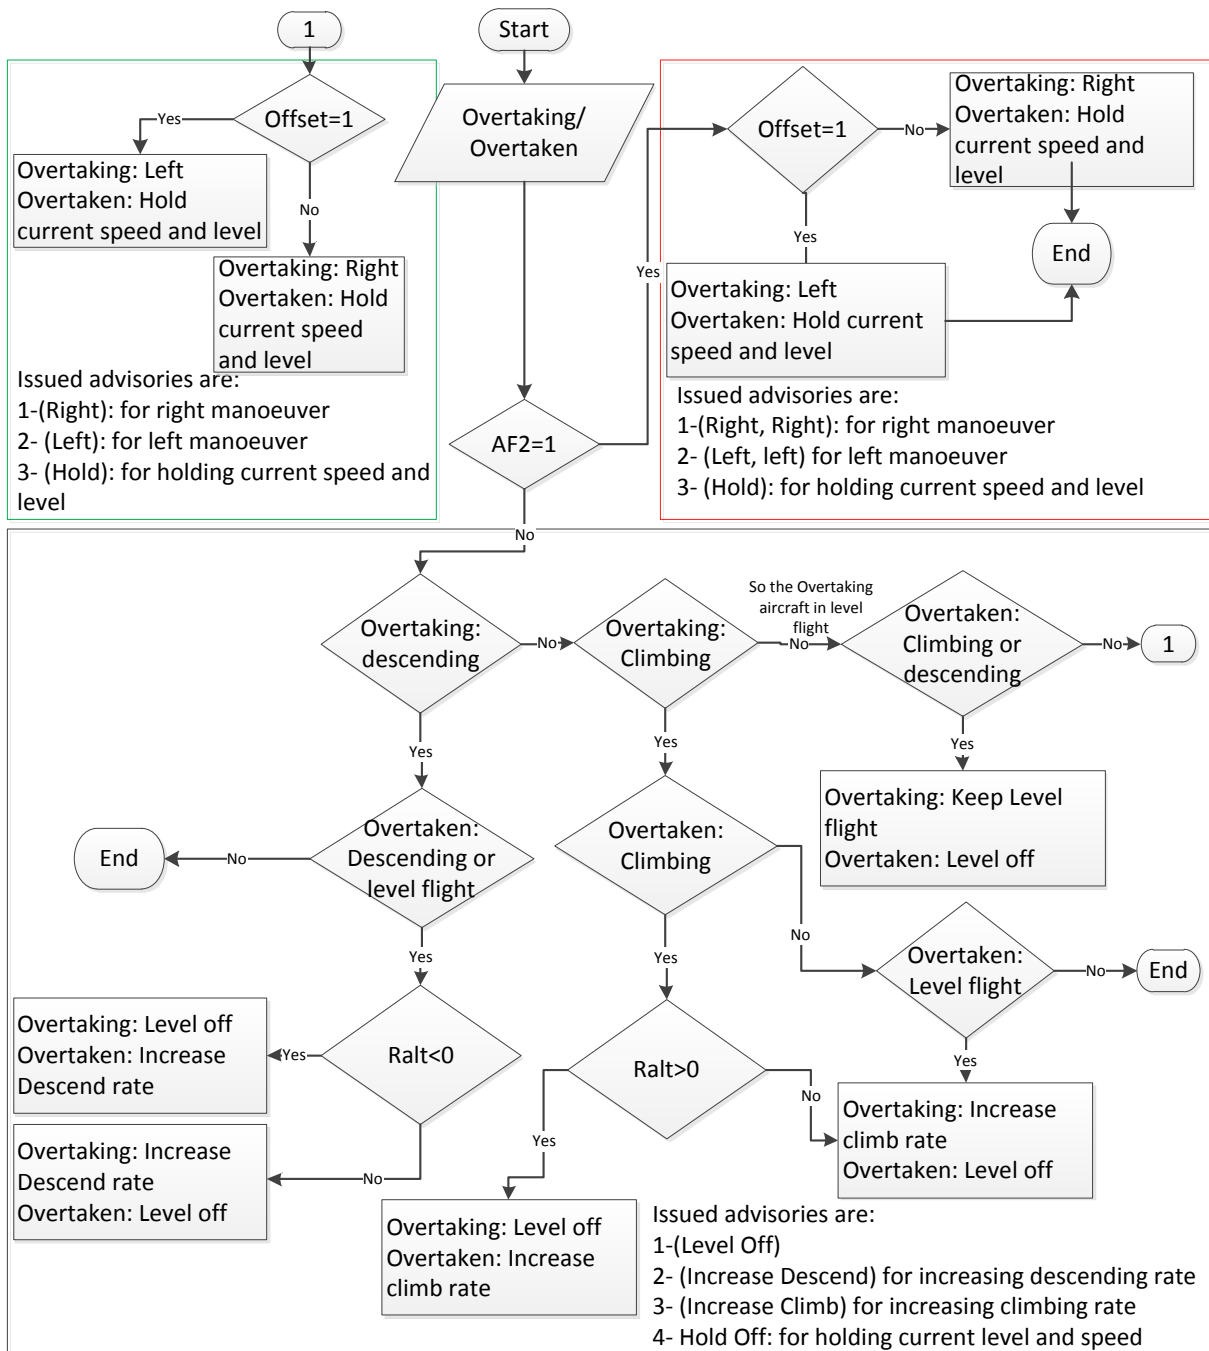 1
Offset=1
Yes
Overtaking: Left
Overtaken: Hold
current speed and level
No
Overtaking: Right
Overtaken: Hold
current speed
and level
Issued advisories are:
1-(Right): for right manoeuver
2- (Left): for left manoeuver
3- (Hold): for holding current speed and
level
Start
Overtaking/
Overtaken
AF2=1
Yes
No
Offset=1
No
Overtaking: Right
Overtaken: Hold
current speed and
level
Yes
End
Overtaking: Left
Overtaken: Hold current
speed and level
Issued advisories are:
1-(Right, Right): for right manoeuver
2- (Left, left) for left manoeuver
3- (Hold): for holding current speed and level
Overtaking:
descending
No
Overtaking:
Climbing
So the Overtaking
aircraft in level
flight
No
Overtaken:
Climbing or
descending
No
1
Yes
Yes
Yes
Overtaking: Keep Level
flight
Overtaken: Level off
Overtaken:
Descending or
level flight
No
End
Overtaken:
Climbing
No
Overtaken:
Level flight
No
End
Yes
Yes
Yes
Ralt<0
Yes
Overtaking: Level off
Overtaken: Increase
Descend rate
No
Overtaking: Increase
Descend rate
Overtaken: Level off
Ralt>0
No
Overtaking: Increase
climb rate
Overtaken: Level off
Yes
Overtaking: Level off
Overtaken: Increase
climb rate
Issued advisories are:
1-(Level Off)
2- (Increase Descend) for increasing descending rate
3- (Increase Climb) for increasing climbing rate
4- Hold Off: for holding current level and speed